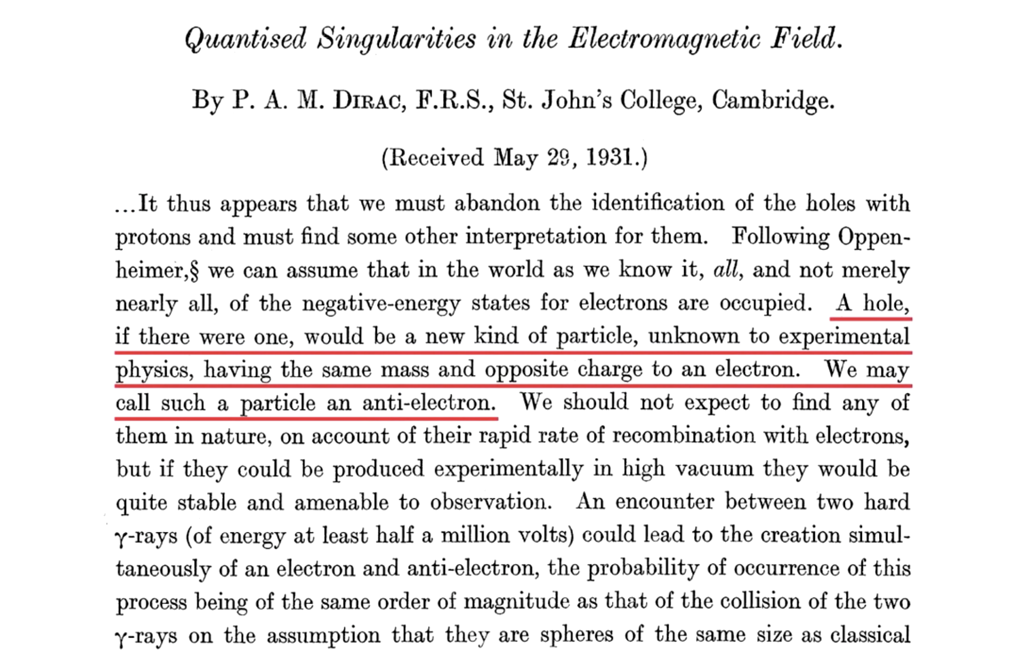 Quantised Singularities in the Electromagnetic Field.
By P. A. M. DIRAC, F.R.S., St. John's College, Cambridge.
(Received May 29, 1931.)
...It thus appears that we must abandon the identification of the holes with
protons and must find some other interpretation for them. Following Oppen-
heimer,§ we can assume that in the world as we know it, all, and not merely
nearly all, of the negative-energy states for electrons are occupied. A hole,
if there were one, would be a new kind of particle, unknown to experimental
physics, having the same mass and opposite charge to an electron. We may
call such a particle an anti-electron. We should not expect to find any of
them in nature, on account of their rapid rate of recombination with electrons,
but if they could be produced experimentally in high vacuum they would be
quite stable and amenable to observation. An encounter between two hard
γ-rays (of energy at least half a million volts) could lead to the creation simul-
taneously of an electron and anti-electron, the probability of occurrence of this
process being of the same order of magnitude as that of the collision of the two
γ-rays on the assumption that they are spheres of the same size as classical